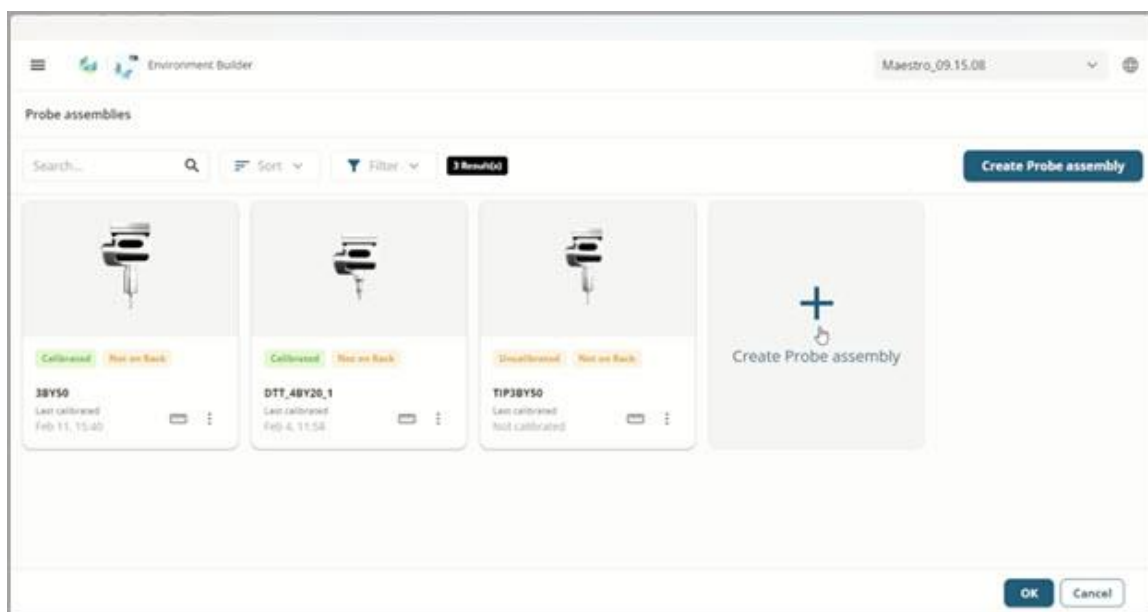 Environment Builder
Maestro_09.15.08
Probe assemblies
Search...
Sort
Filter
3 Result(s)
Create Probe assembly
Calibrated
Not on Rack
3BY50
Last calibrated
Feb 11, 15:40
Calibrated
Not on Rack
DTT_4BY20_1
Last calibrated
Feb 4, 11:58
Uncalibrated
Not on Rack
TIP3BY50
Last calibrated
Not calibrated
Create Probe assembly
OK
Cancel